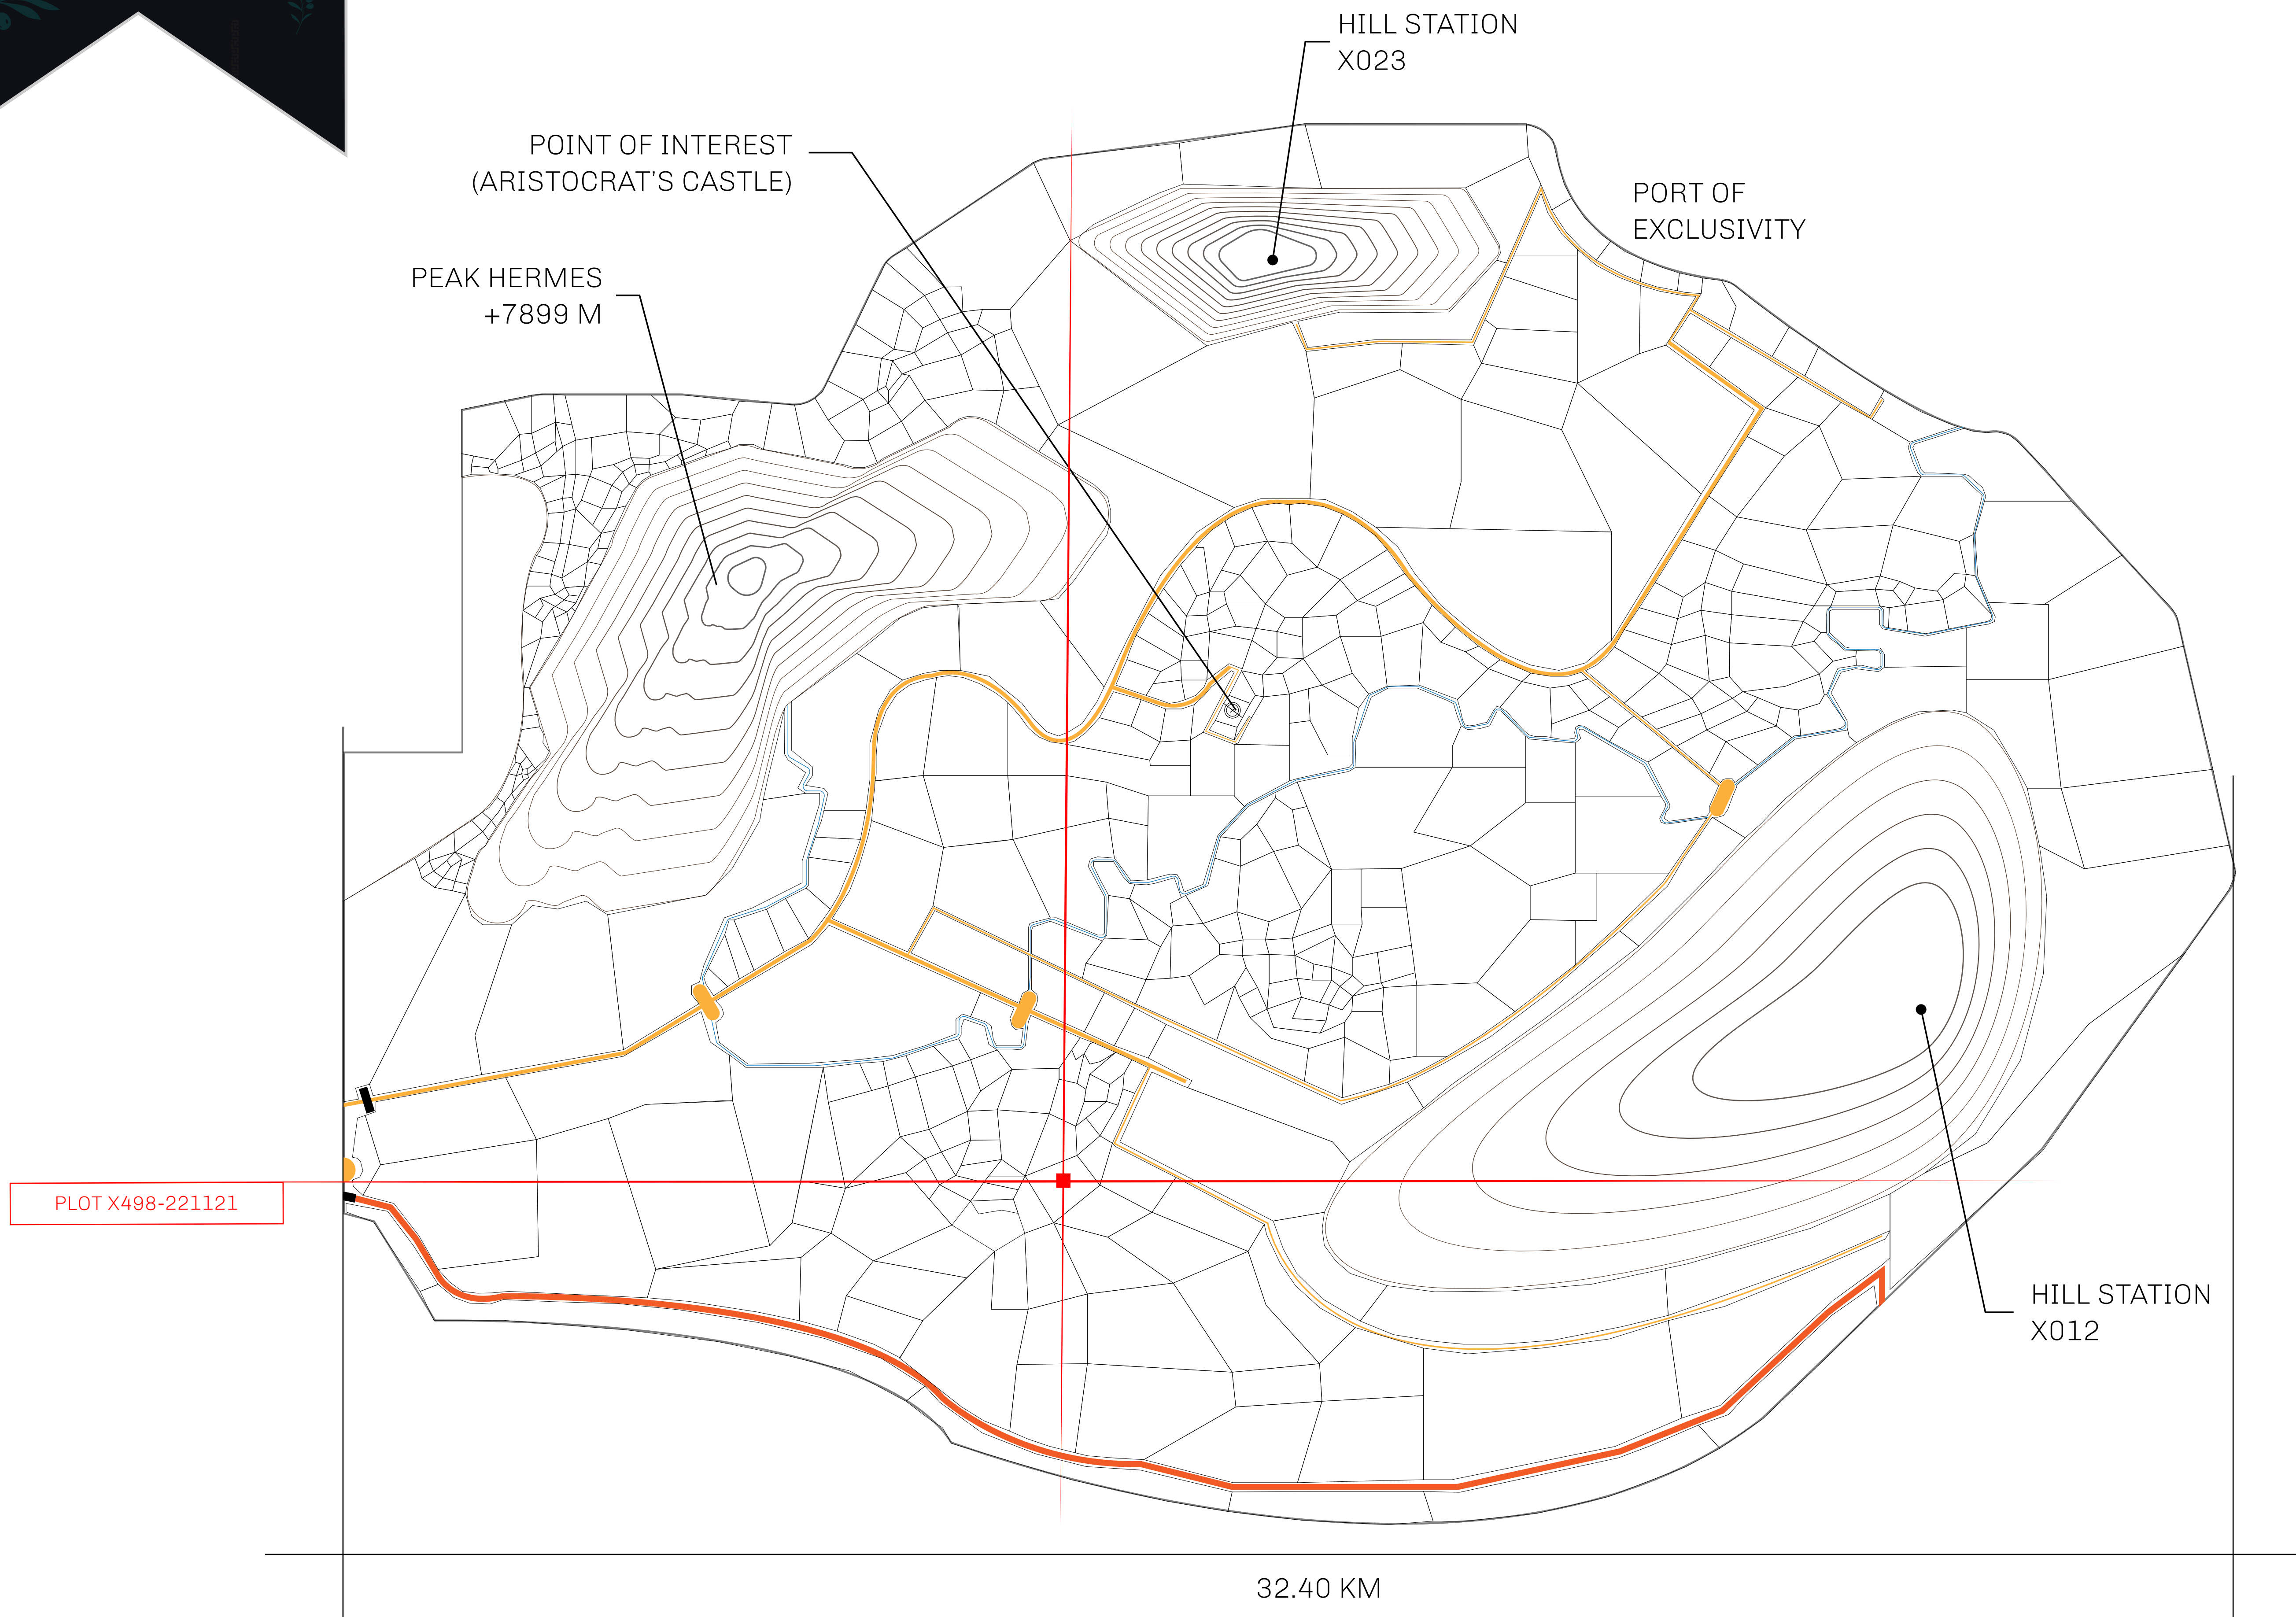 HILL STATION
X023
POINT OF INTEREST
(ARISTOCRAT'S CASTLE)
PORT OF
EXCLUSIVITY
PEAK HERMES
+7899 M
PLOT X498-221121
HILL STATION
X012
32.40 KM